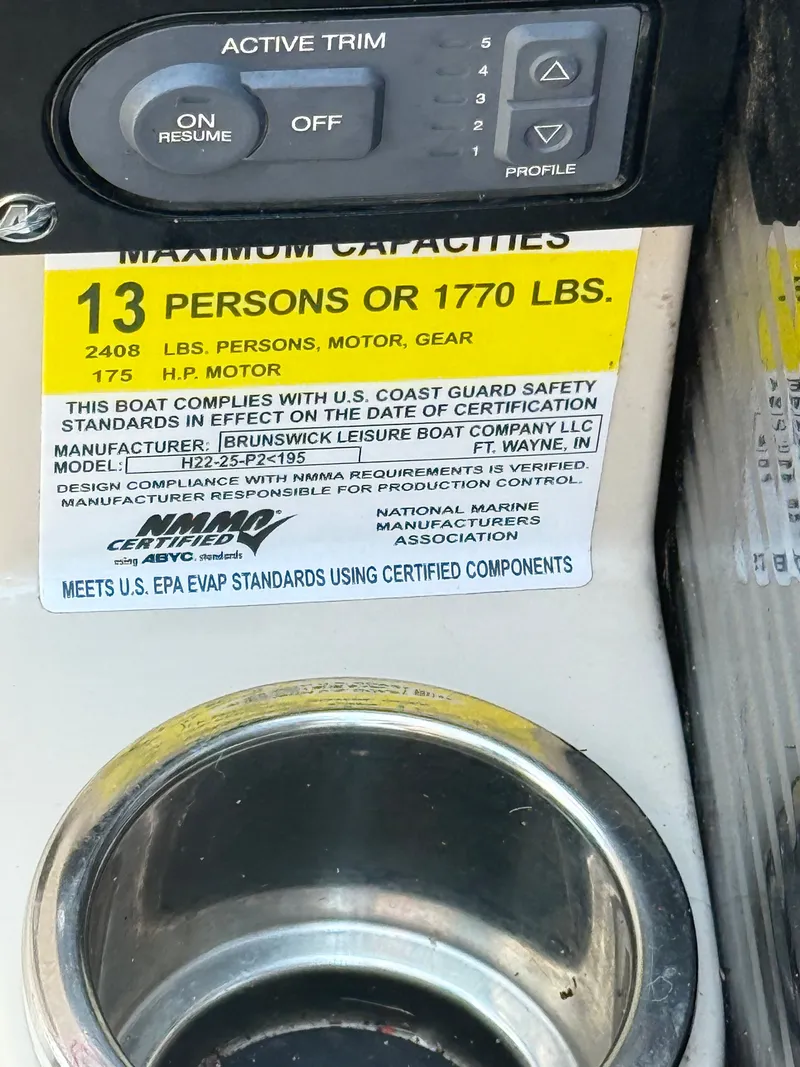 ACTIVE TRIM
ON
RESUME
OFF
5
4
3
2
1
PROFILE
MAXIMUM CAPACITIES
13 PERSONS OR 1770 LBS.
2408 LBS. PERSONS, MOTOR, GEAR
175 H.P. MOTOR
THIS BOAT COMPLIES WITH U.S. COAST GUARD SAFETY
STANDARDS IN EFFECT ON THE DATE OF CERTIFICATION
MANUFACTURER: BRUNSWICK LEISURE BOAT COMPANY LLC
FT. WAYNE, IN
MODEL: H22-25-P2<195
DESIGN COMPLIANCE WITH NMMA REQUIREMENTS IS VERIFIED.
MANUFACTURER RESPONSIBLE FOR PRODUCTION CONTROL.
NMMA
CERTIFIED
using ABYC. standards
NATIONAL MARINE
MANUFACTURERS
ASSOCIATION
MEETS U.S. EPA EVAP STANDARDS USING CERTIFIED COMPONENTS